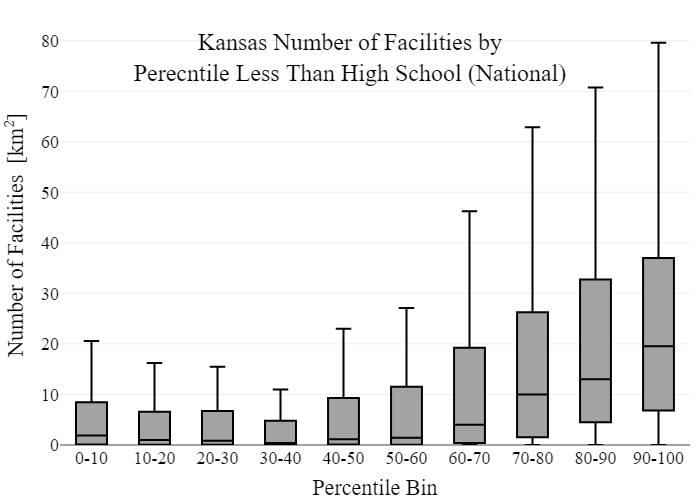 Kansas Number of Facilities by
Perecntile Less Than High School (National)
Number of Facilities [km²]
80
70
60
50
40
30
20
10
0
0-10 10-20 20-30 30-40 40-50 50-60 60-70 70-80 80-90 90-100
Percentile Bin